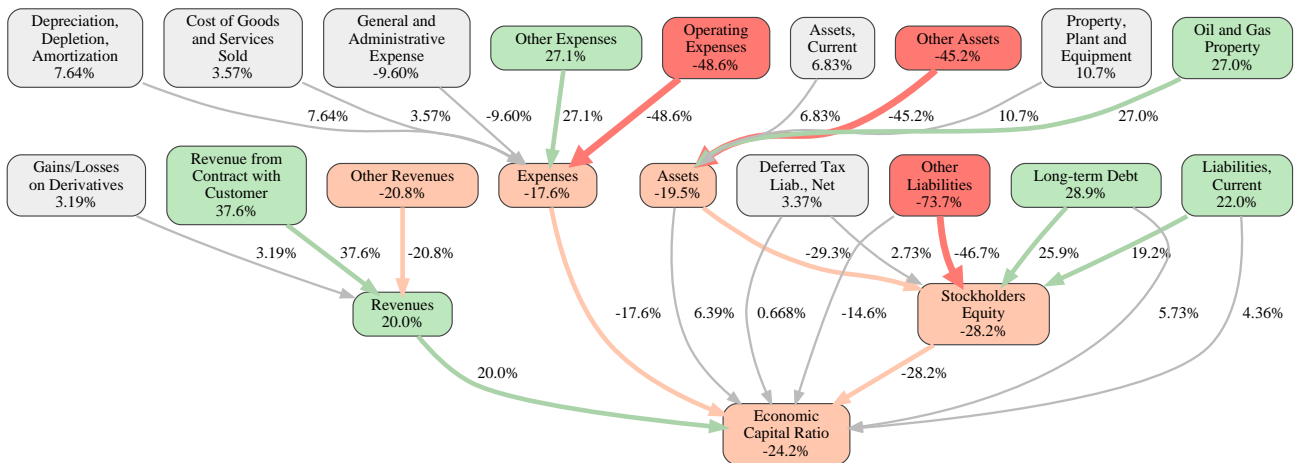 Depreciation,
Depletion,
Amortization
7.64%
Cost of Goods
and Services
Sold
3.57%
General and
Administrative
Expense
-9.60%
Other Expenses
27.1%
Operating
Expenses
-48.6%
Assets,
Current
6.83%
Other Assets
-45.2%
Property,
Plant and
Equipment
10.7%
Oil and Gas
Property
27.0%
7.64%
3.57%
-9.60%
27.1%
-48.6%
6.83%
-45.2%
10.7%
27.0%
Gains/Losses
on Derivatives
3.19%
Revenue from
Contract with
Customer
37.6%
Other Revenues
-20.8%
Expenses
-17.6%
Assets
-19.5%
Deferred Tax
Liab., Net
3.37%
Other
Liabilities
-73.7%
Long-term Debt
28.9%
Liabilities,
Current
22.0%
3.19%
37.6%
-20.8%
-29.3%
2.73%
-46.7%
25.9%
19.2%
Revenues
20.0%
-17.6%
6.39%
0.668%
-14.6%
Stockholders
Equity
-28.2%
5.73%
4.36%
20.0%
-28.2%
Economic
Capital Ratio
-24.2%